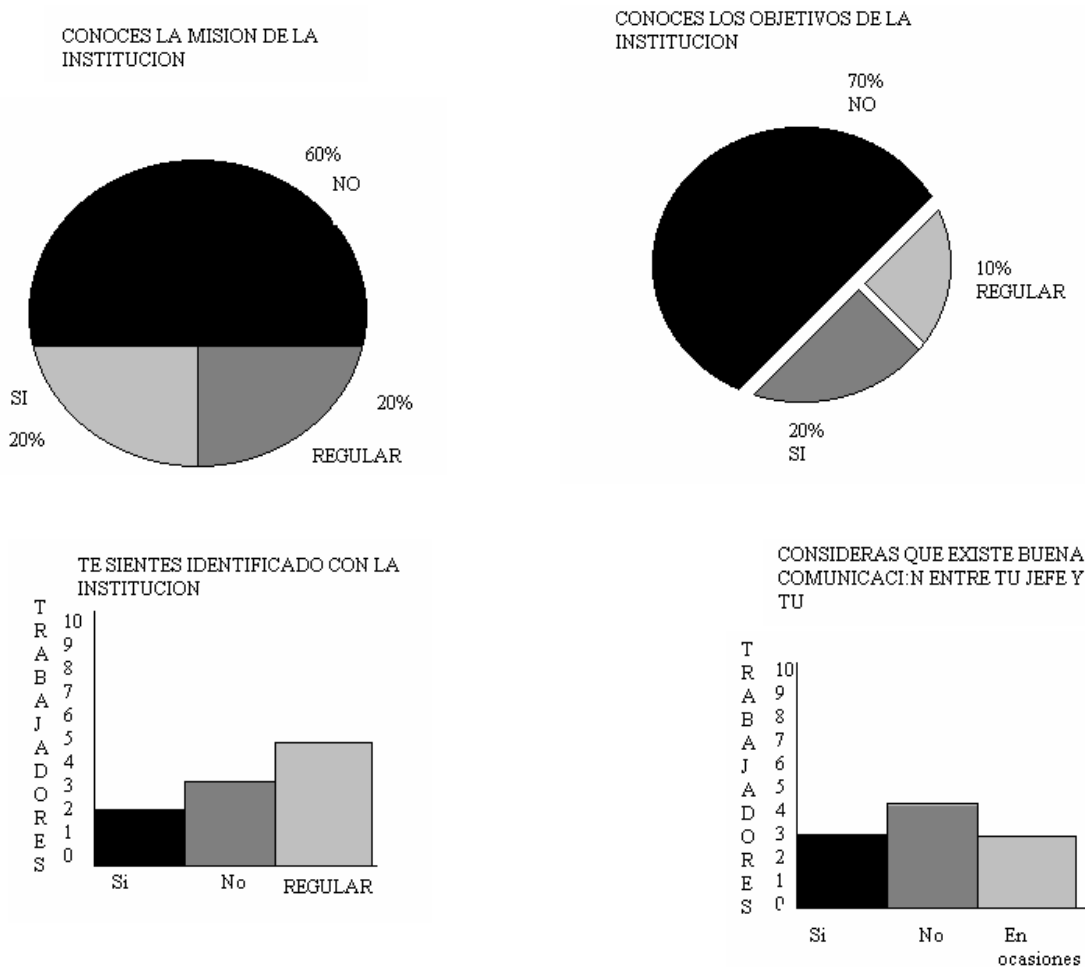 CONOCES LA MISION DE LA
INSTITUCION
60%
NO
SI
20%
20%
REGULAR
CONOCES LOS OBJETIVOS DE LA
INSTITUCION
70%
NO
10%
REGULAR
20%
SI
TE SIENTES IDENTIFICADO CON LA
INSTITUCION
TRABAJADORES
10
9
8
7
6
5
4
3
2
1
0
Si
No
REGULAR
CONSIDERAS QUE EXISTE BUENA
COMUNICACI:N ENTRE TU JEFE Y
TU
TRABAJADORES
10
9
8
7
6
5
4
3
2
1
0
Si
No
En
ocasiones